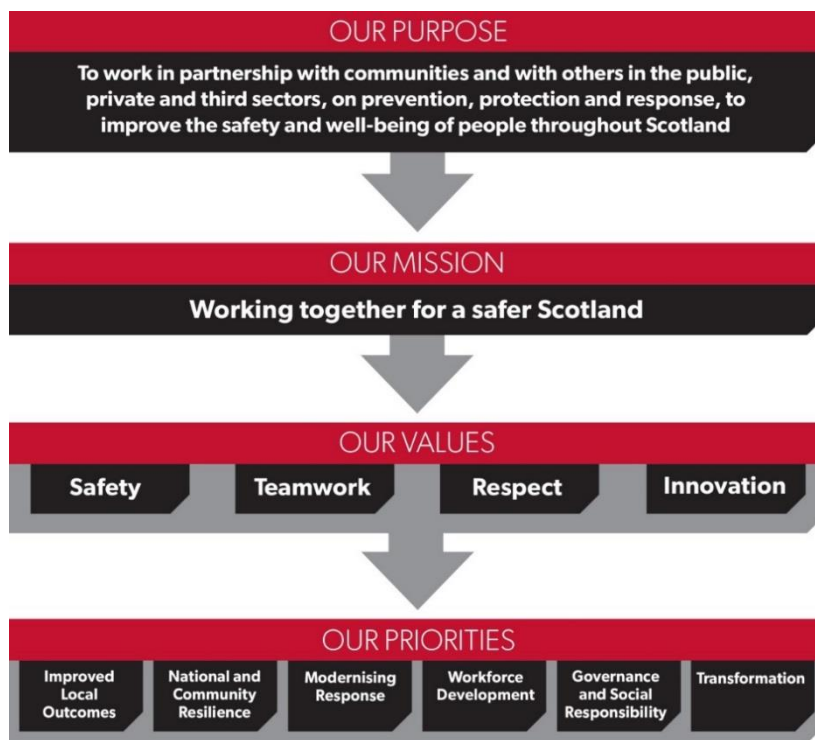 OUR PURPOSE
To work in partnership with communities and with others in the public,
private and third sectors, on prevention, protection and response, to
improve the safety and well-being of people throughout Scotland
OUR MISSION
Working together for a safer Scotland
OUR VALUES
Safety
Teamwork
Respect
Innovation
OUR PRIORITIES
Improved
Local
Outcomes
National and
Community
Resilience
Modernising
Response
Workforce
Development
Governance
and Social
Responsibility
Transformation